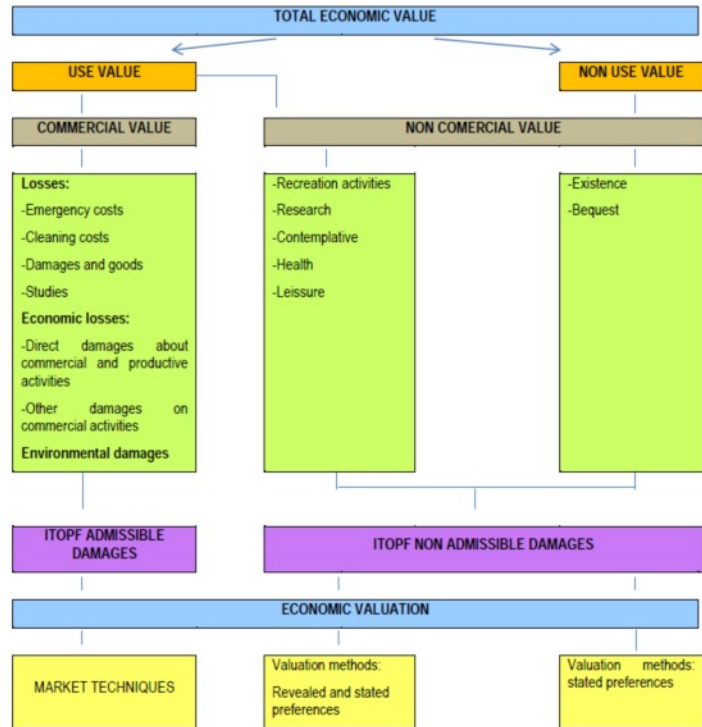 TOTAL ECONOMIC VALUE
USE VALUE
NON USE VALUE
COMMERCIAL VALUE
NON COMERCIAL VALUE
Losses:
-Emergency costs
-Cleaning costs
-Damages and goods
-Studies
Economic losses:
-Direct damages about
commercial and productive
activities
-Other damages on
commercial activities
Environmental damages
-Recreation activities
-Research
-Contemplative
-Health
-Leissure
-Existence
-Bequest
ITOPF ADMISSIBLE
DAMAGES
ITOPF NON ADMISSIBLE DAMAGES
ECONOMIC VALUATION
MARKET TECHNIQUES
Valuation methods:
Revealed and stated
preferences
Valuation methods:
stated preferences